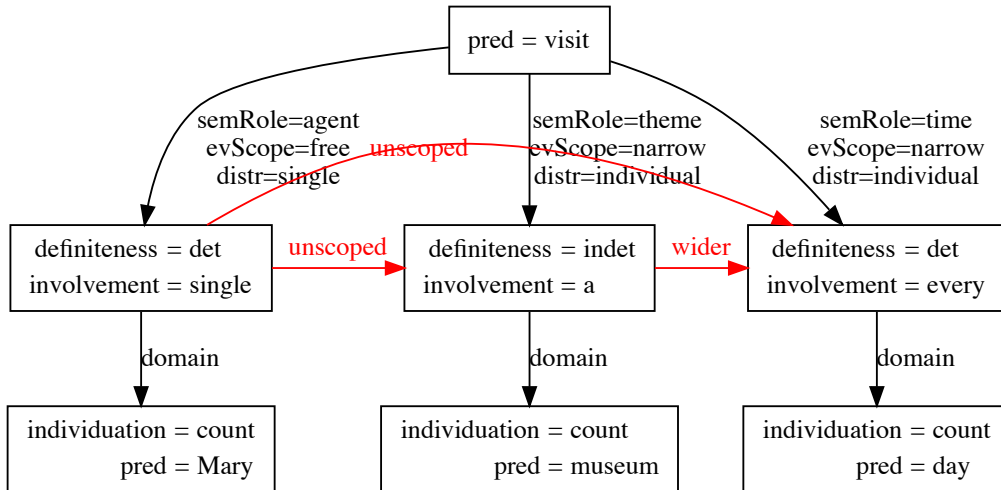 pred = visit
semRole=agent
evScope=free
distr=single
unscoped
semRole=theme
evScope=narrow
distr=individual
semRole=time
evScope=narrow
distr=individual
definiteness = det
involvement = single
unscoped
definiteness = indet
involvement = a
wider
definiteness = det
involvement = every
domain
domain
domain
individuation = count
pred = Mary
individuation = count
pred = museum
individuation = count
pred = day